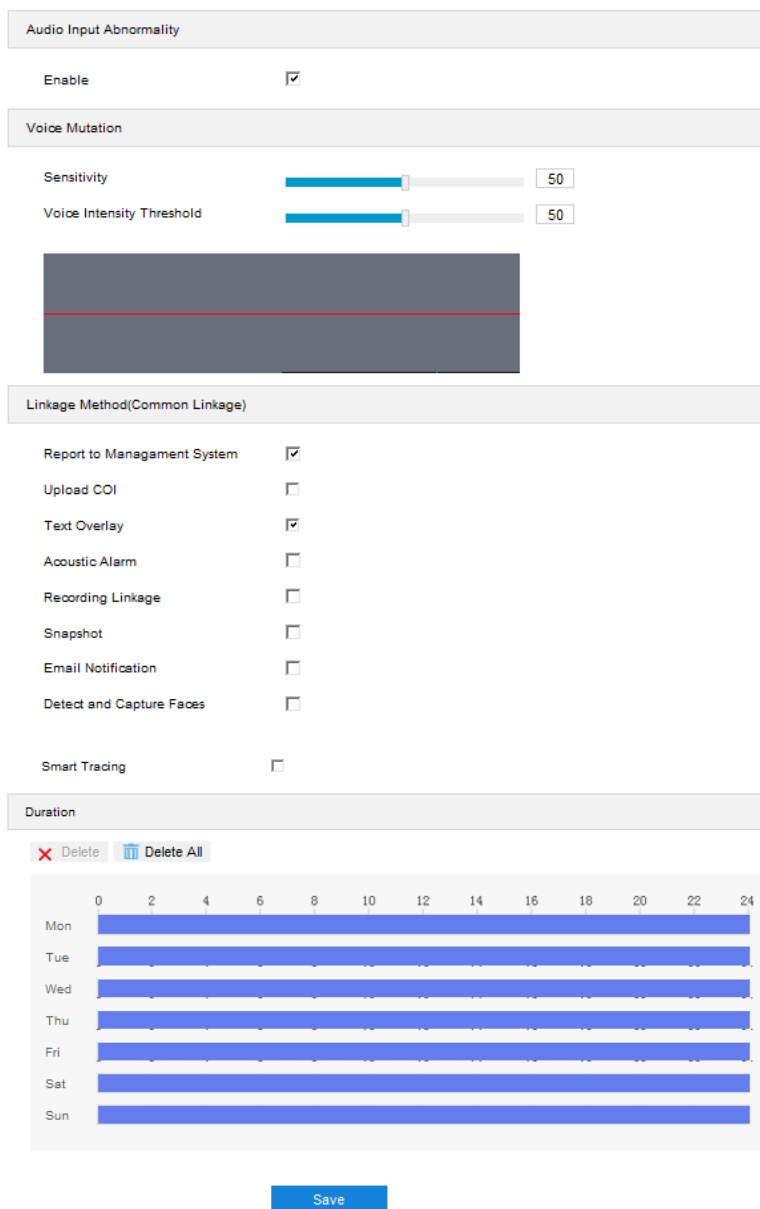 Audio Input Abnormality
Enable
Voice Mutation
Sensitivity 50
Voice Intensity Threshold 50
Linkage Method(Common Linkage)
Report to Managament System
Upload COI
Text Overlay
Acoustic Alarm
Recording Linkage
Snapshot
Email Notification
Detect and Capture Faces
Smart Tracing
Duration
Delete Delete All
0 2 4 6 8 10 12 14 16 18 20 22 24
Mon
Tue
Wed
Thu
Fri
Sat
Sun
Save